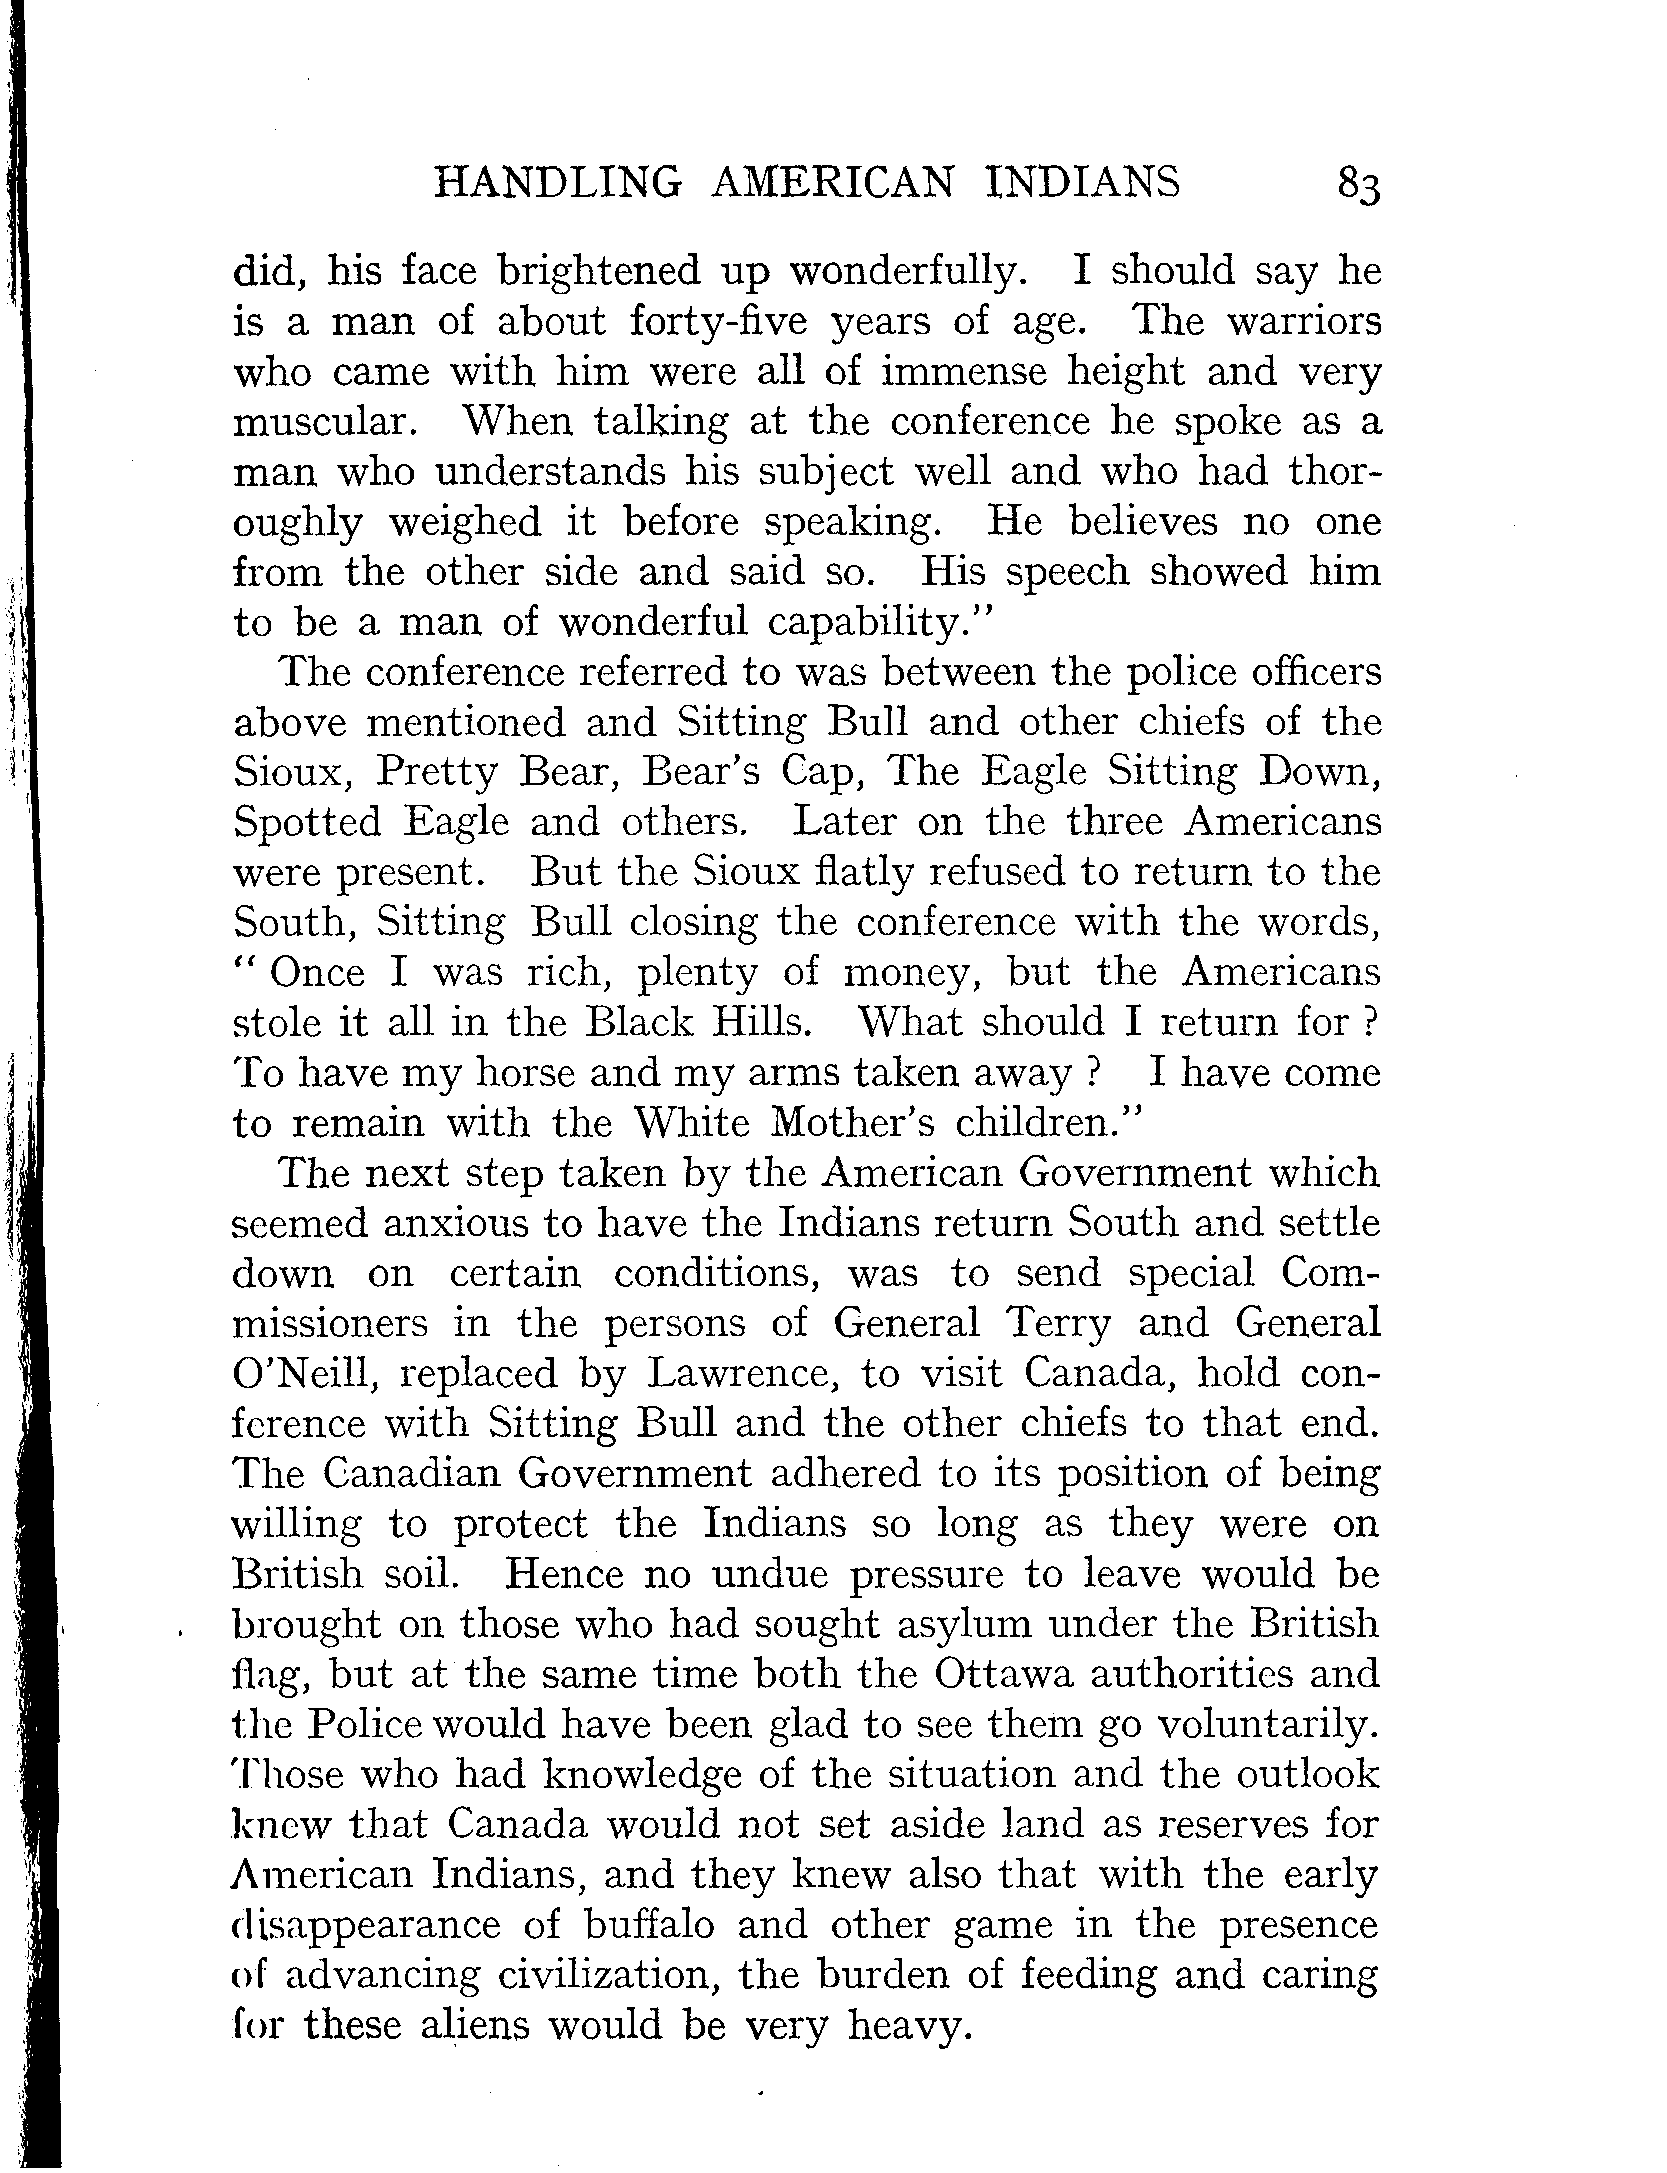 HANDLING AMERICAN INDIANS 83
did, his face brightened up wonderfully. I should say he
is a man of about forty-five years of age. The warriors
who came with him were all of immense height and very
muscular. When talking at the conference he spoke as a
man who understands his subject well and who had thor-
oughly weighed it before speaking. He believes no one
from the other side and said so. His speech showed him
to be a man of wonderful capability."
The conference referred to was between the police officers
above mentioned and Sitting Bull and other chiefs of the
Sioux, Pretty Bear, Bear's Cap, The Eagle Sitting Down,
Spotted Eagle and others. Later on the three Americans
were present. But the Sioux flatly refused to return to the
South, Sitting Bull closing the conference with the words,
" Once I was rich, plenty of money, but the Americans
stole it all in the Black Hills. What should I return for ?
To have my horse and my arms taken away ? I have come
to remain with the White Mother's children."
The next step taken by the American Government which
seemed anxious to have the Indians return South and settle
down on certain conditions, was to send special Com-
missioners in the persons of General Terry and General
O'Neill, replaced by Lawrence, to visit Canada, hold con-
ference with Sitting Bull and the other chiefs to that end.
The Canadian Government adhered to its position of being
willing to protect the Indians so long as they were on
British soil. Hence no undue pressure to leave would be
brought on those who had sought asylum under the British
flag, but at the same time both the Ottawa authorities and
the Police would have been glad to see them go voluntarily.
Those who had knowledge of the situation and the outlook
knew that Canada would not set aside land as reserves for
American Indians, and they knew also that with the early
disappearance of buffalo and other game in the presence
of advancing civilization, the burden of feeding and caring
for these aliens would be very heavy.